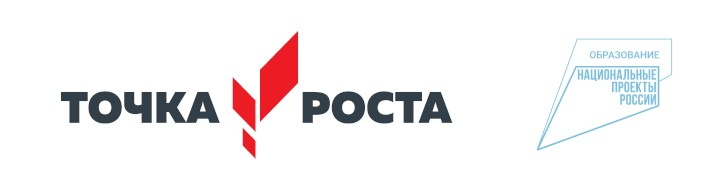 ТОЧКА РОСТА
ОБРАЗОВАНИЕ
НАЦИОНАЛЬНЫЕ
ПРОЕКТЫ
РОССИИ